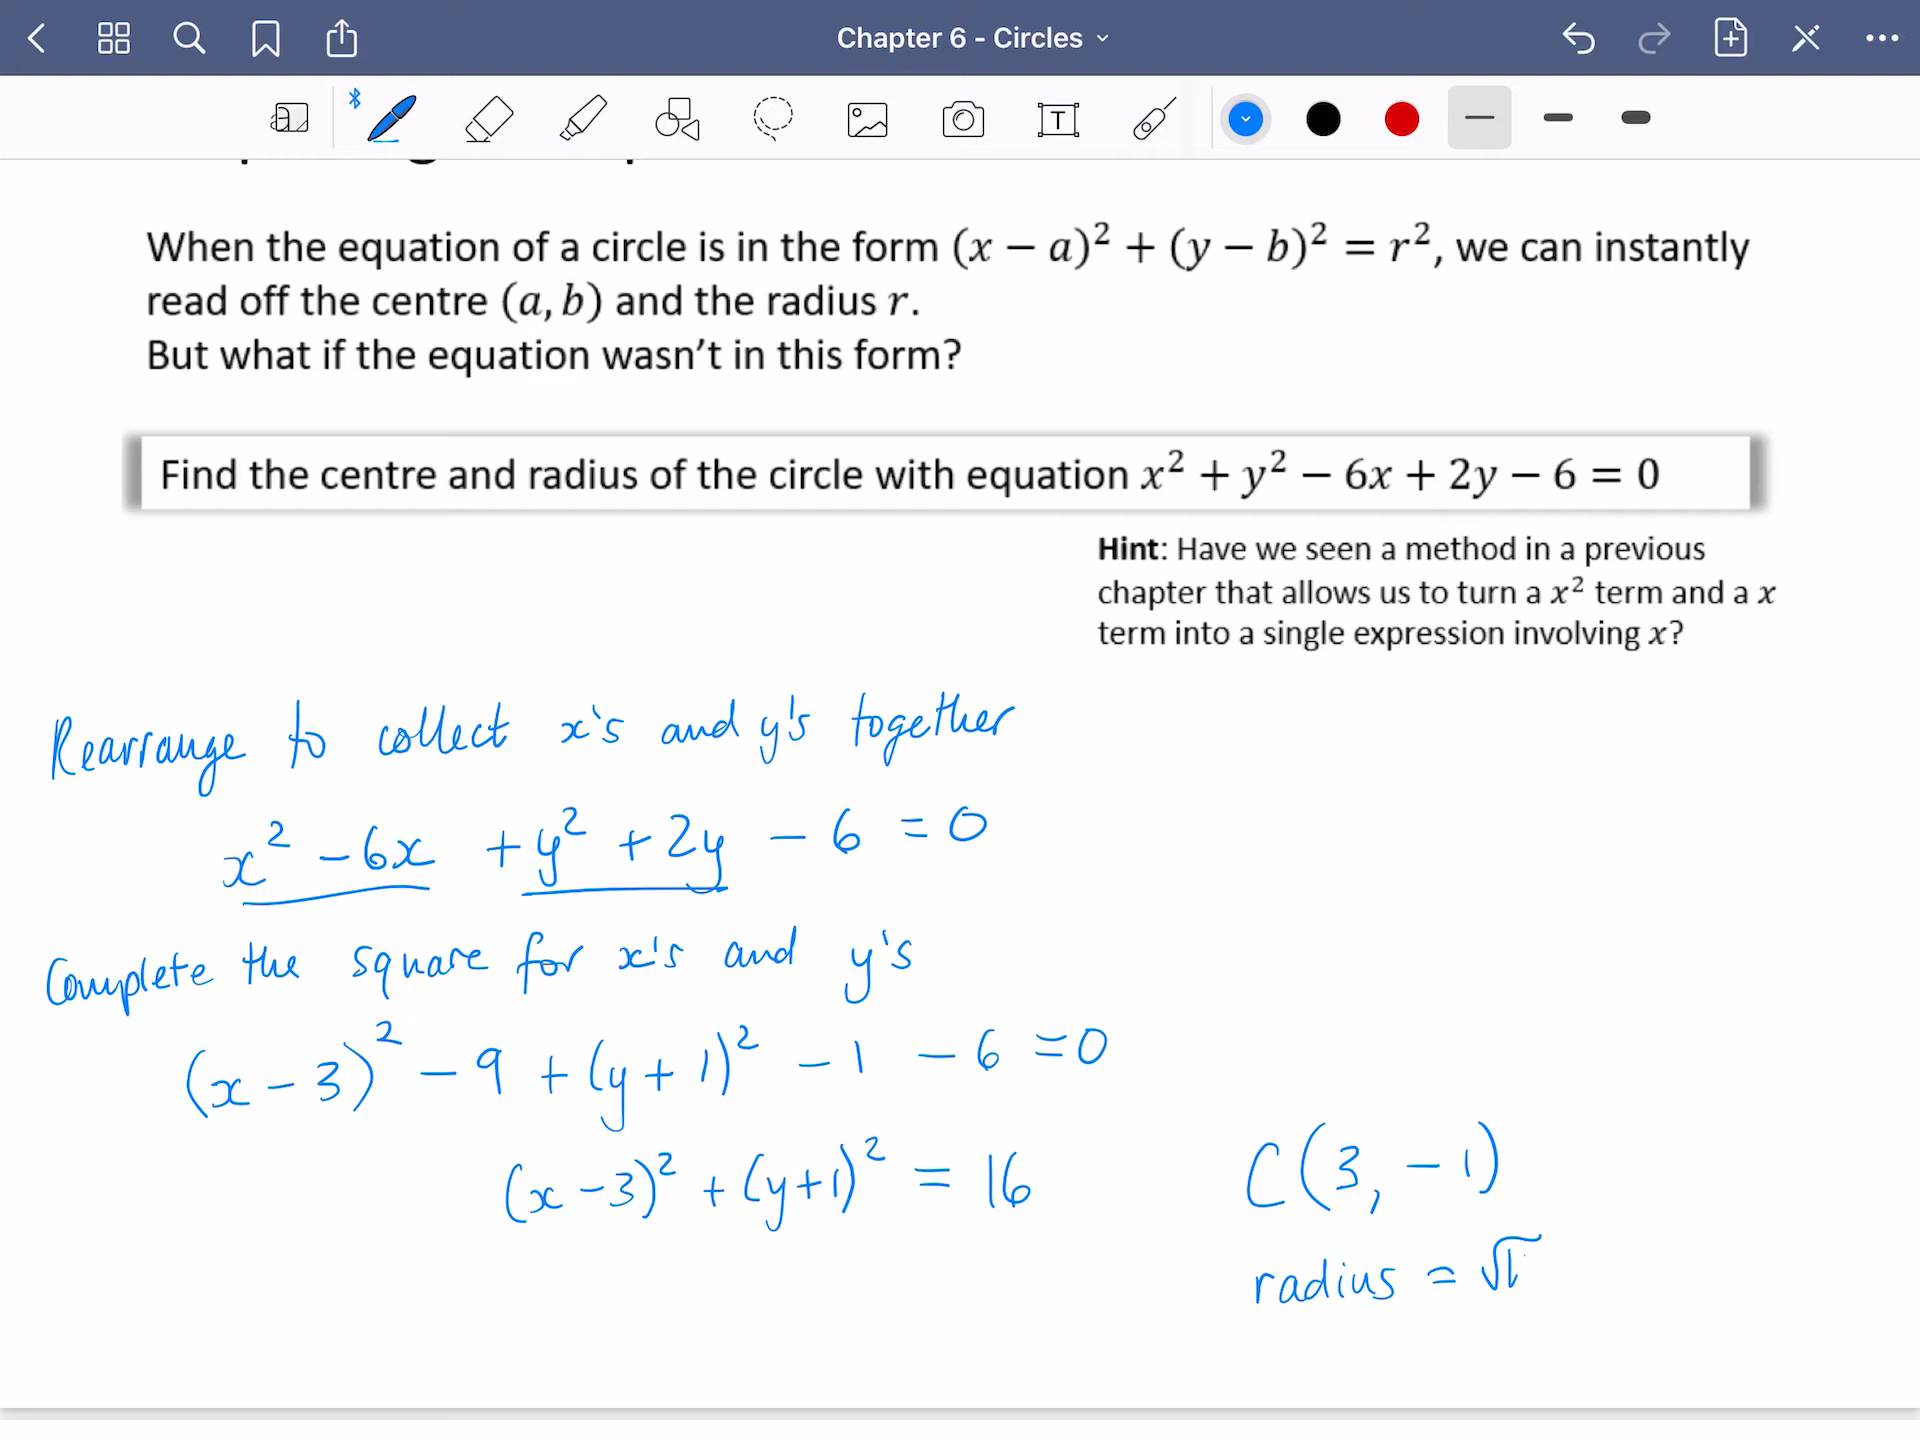 Chapter 6 - Circles
T
When the equation of a circle is in the form (x − a)² + (y − b)² = r², we can instantly
read off the centre (a, b) and the radius r.
But what if the equation wasn't in this form?
Find the centre and radius of the circle with equation x² + y² − 6x + 2y − 6 = 0
Hint: Have we seen a method in a previous
chapter that allows us to turn a x² term and a x
term into a single expression involving x?
Rearrange to collect x's and y's together
x² − 6x + y² + 2y − 6 = 0
Complete the square for x's and y's
(x − 3)² − 9 + (y + 1)² − 1 − 6 = 0
(x − 3)² + (y + 1)² = 16
C (3, − 1)
radius = √1